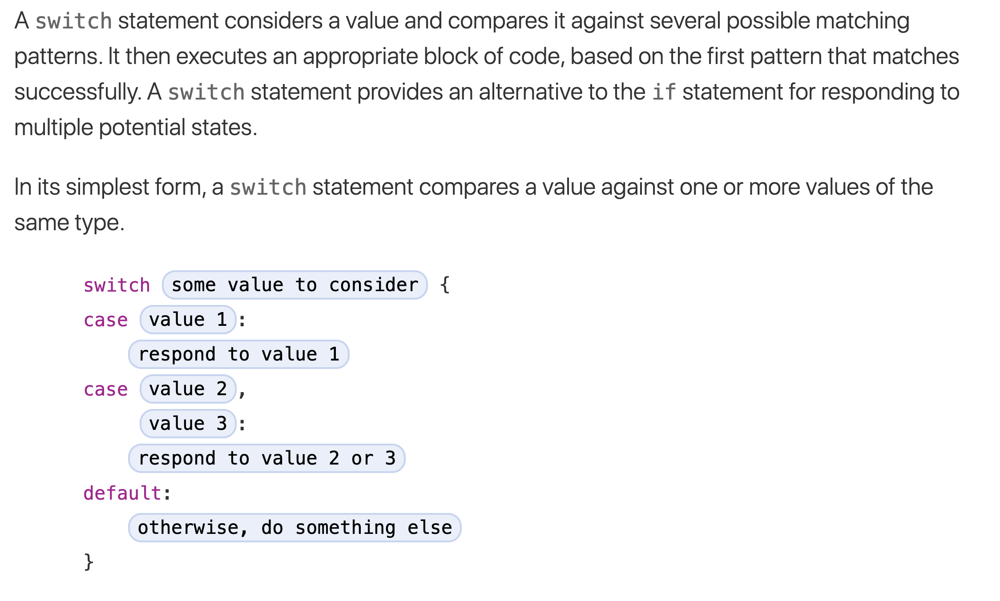 A switch statement considers a value and compares it against several possible matching
patterns. It then executes an appropriate block of code, based on the first pattern that matches
successfully. A switch statement provides an alternative to the if statement for responding to
multiple potential states.
In its simplest form, a switch statement compares a value against one or more values of the
same type.
switch some value to consider {
case value 1:
respond to value 1
case value 2,
value 3:
respond to value 2 or 3
default:
otherwise, do something else
}